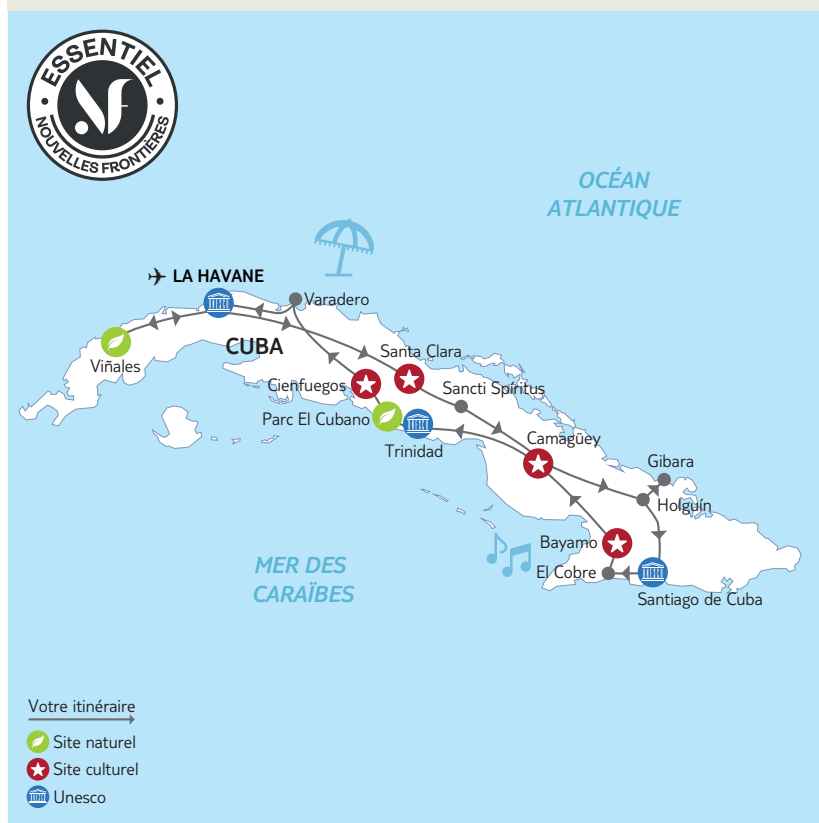 ESSENTIEL
NF
NOUVELLES FRONTIÈRES
OCÉAN
ATLANTIQUE
LA HAVANE
Varadero
CUBA
Viñales
Santa Clara
Cienfuegos
Sancti Spíritus
Parc El Cubano
Trinidad
Camagüey
Gibara
Holguín
Bayamo
El Cobre
Santiago de Cuba
MER DES
CARAÏBES
Votre itinéraire
Site naturel
Site culturel
Unesco